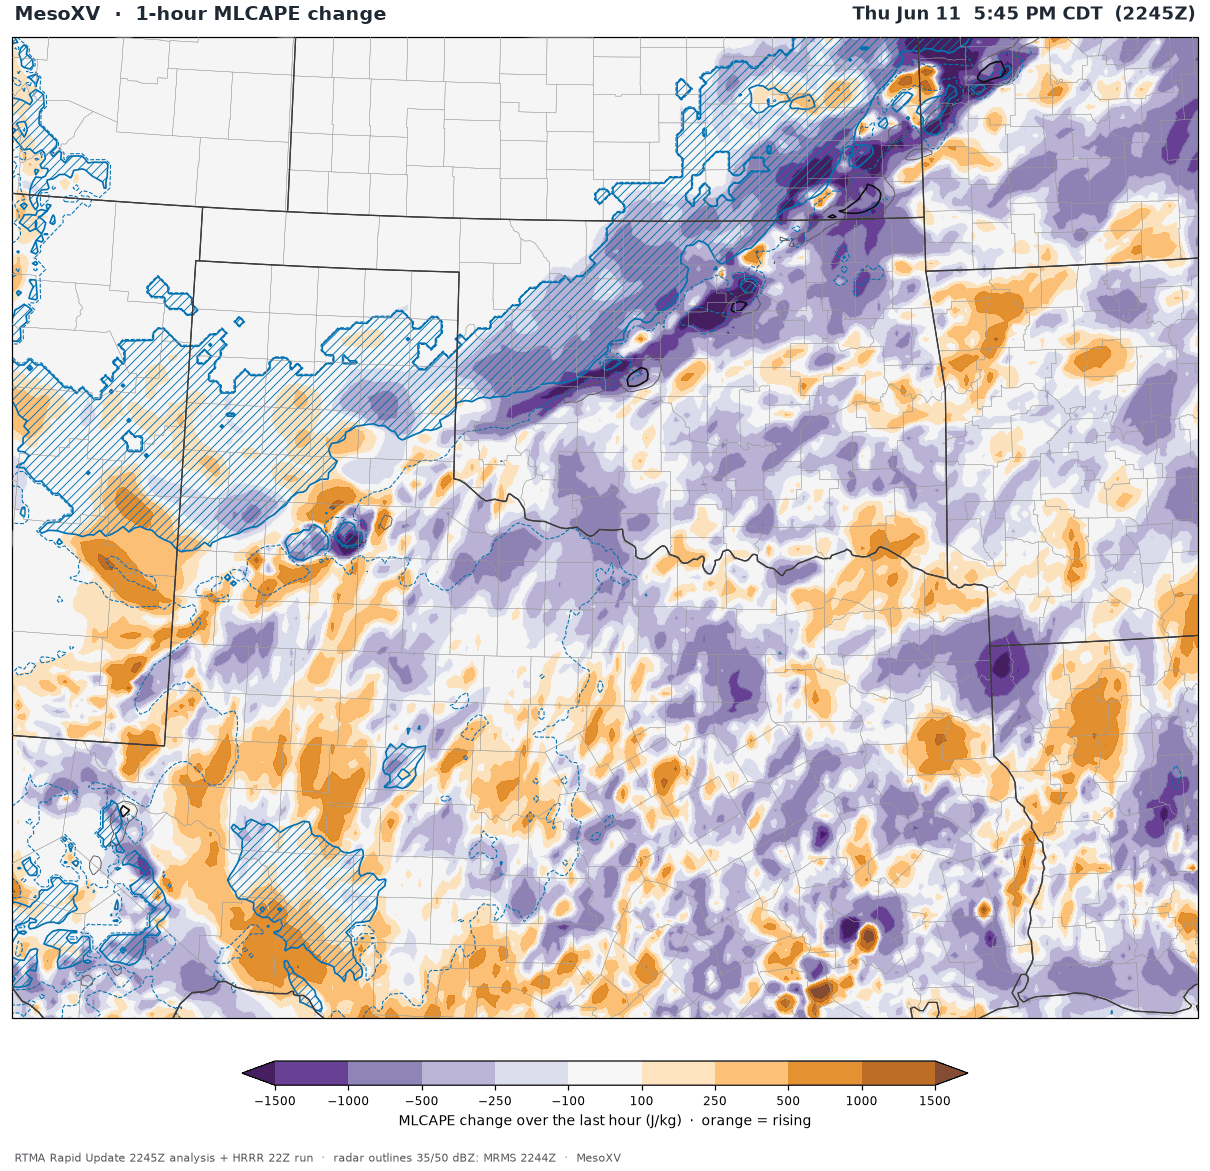 MesoXV · 1-hour MLCAPE change
Thu Jun 11 5:45 PM CDT (2245Z)
−1500 −1000 −500 −250 −100 100 250 500 1000 1500
MLCAPE change over the last hour (J/kg) · orange = rising
RTMA Rapid Update 2245Z analysis + HRRR 22Z run · radar outlines 35/50 dBZ: MRMS 2244Z · MesoXV